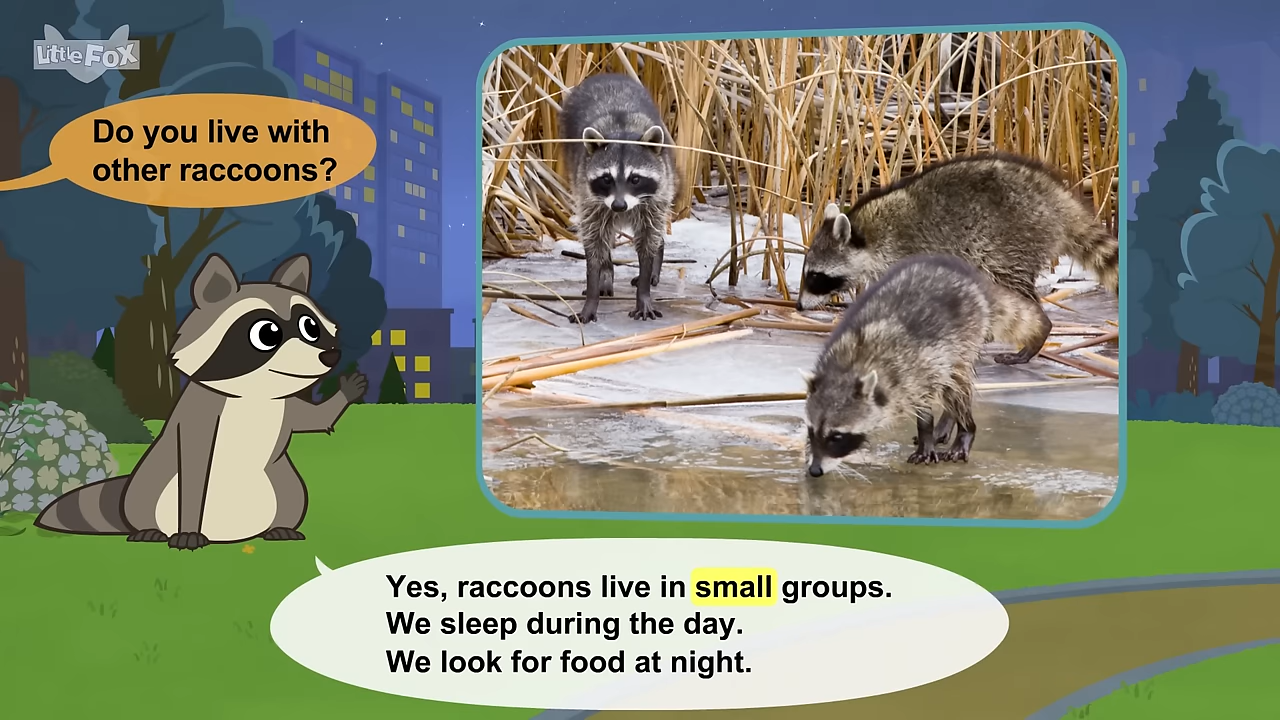 Little Fox
Do you live with
other raccoons?
Yes, raccoons live in small groups.
We sleep during the day.
We look for food at night.